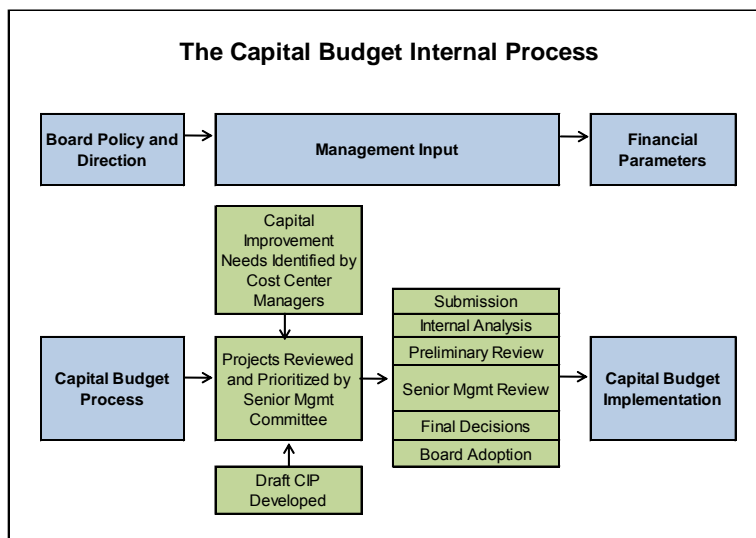 The Capital Budget Internal Process
Board Policy and
Direction
Management Input
Financial
Parameters
Capital
Improvement
Needs Identified by
Cost Center
Managers
Capital Budget
Process
Projects Reviewed
and Prioritized by
Senior Mgmt
Committee
Draft CIP
Developed
Submission
Internal Analysis
Preliminary Review
Senior Mgmt Review
Final Decisions
Board Adoption
Capital Budget
Implementation